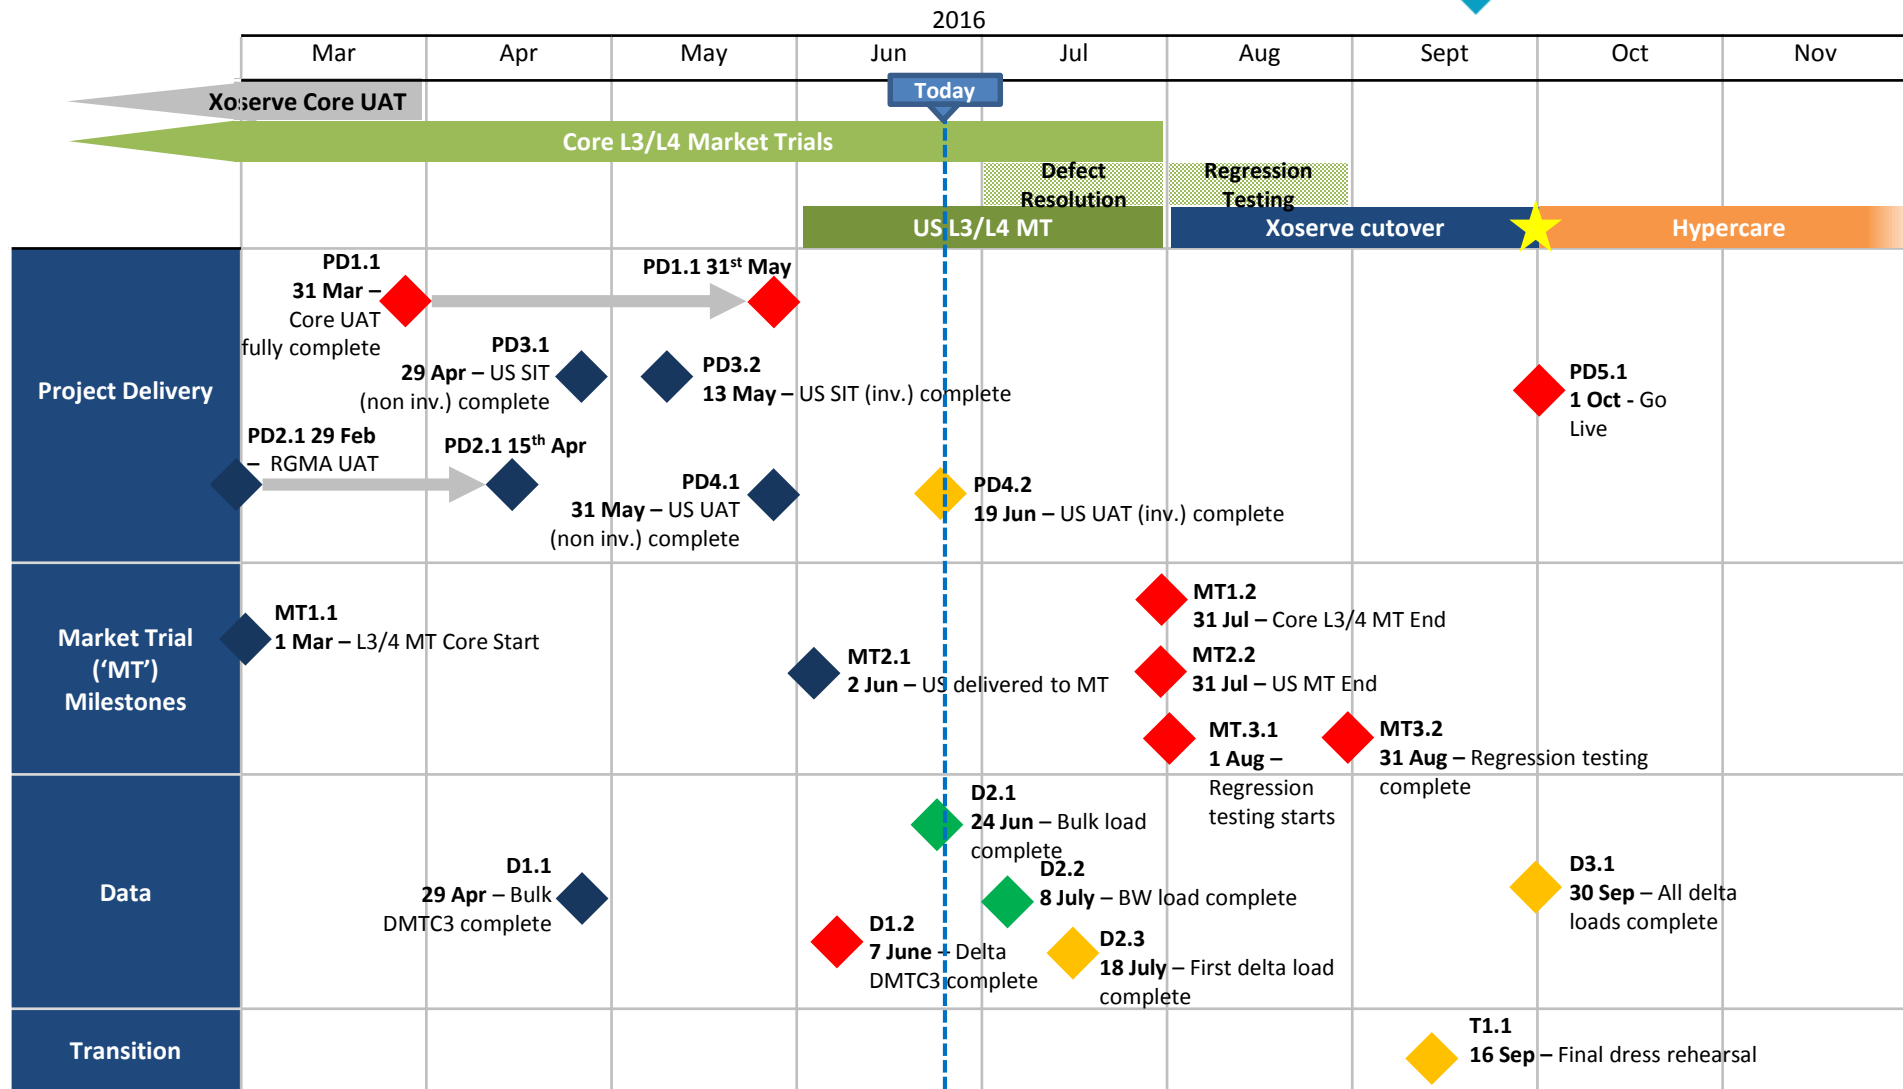 2016
Mar
Apr
May
Jun
Jul
Aug
Sept
Oct
Nov
Xoserve Core UAT
Today
Core L3/L4 Market Trials
Defect
Resolution
Regression
Testing
US L3/L4 MT
Xoserve cutover
Hypercare
Project Delivery
PD1.1
31 Mar –
Core UAT
fully complete
PD1.1 31st May
PD3.1
29 Apr – US SIT
(non inv.) complete
PD3.2
13 May – US SIT (inv.) complete
PD5.1
1 Oct - Go
Live
PD2.1 29 Feb
– RGMA UAT
PD2.1 15th Apr
PD4.1
31 May – US UAT
(non inv.) complete
PD4.2
19 Jun – US UAT (inv.) complete
Market Trial
(‘MT’)
Milestones
MT1.1
1 Mar – L3/4 MT Core Start
MT2.1
2 Jun – US delivered to MT
MT1.2
31 Jul – Core L3/4 MT End
MT2.2
31 Jul – US MT End
MT.3.1
1 Aug –
Regression
testing starts
MT3.2
31 Aug – Regression testing
complete
Data
D1.1
29 Apr – Bulk
DMTC3 complete
D2.1
24 Jun – Bulk load
complete
D2.2
8 July – BW load complete
D1.2
7 June – Delta
DMTC3 complete
D2.3
18 July – First delta load
complete
D3.1
30 Sep – All delta
loads complete
Transition
T1.1
16 Sep – Final dress rehearsal